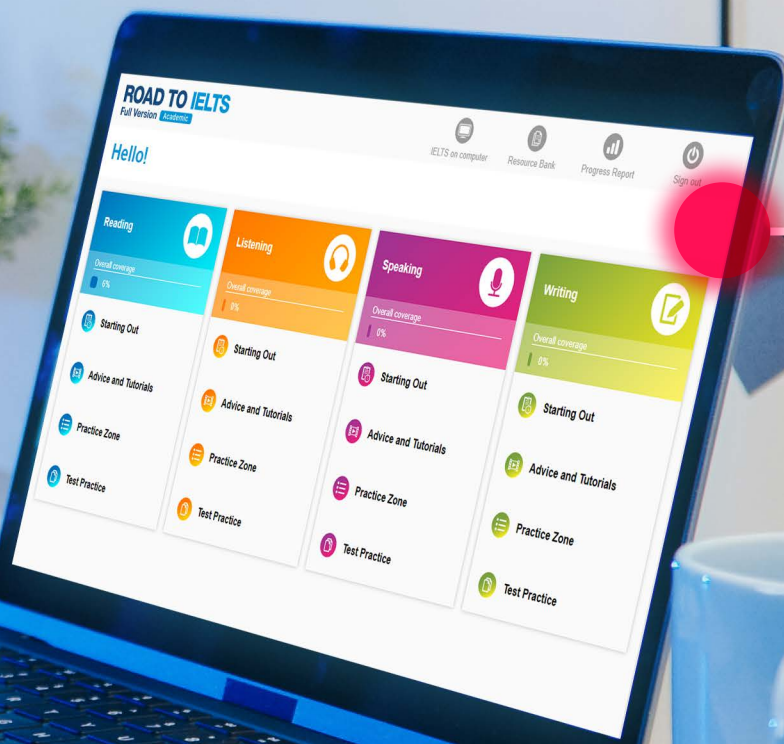 ROAD TO IELTS
Full Version Academic
IELTS on computer
Resource Bank
Progress Report
Sign out
Hello!
Reading
Overall coverage
6%
Starting Out
Advice and Tutorials
Practice Zone
Test Practice
Listening
Overall coverage
0%
Starting Out
Advice and Tutorials
Practice Zone
Test Practice
Speaking
Overall coverage
0%
Starting Out
Advice and Tutorials
Practice Zone
Test Practice
Writing
Overall coverage
0%
Starting Out
Advice and Tutorials
Practice Zone
Test Practice